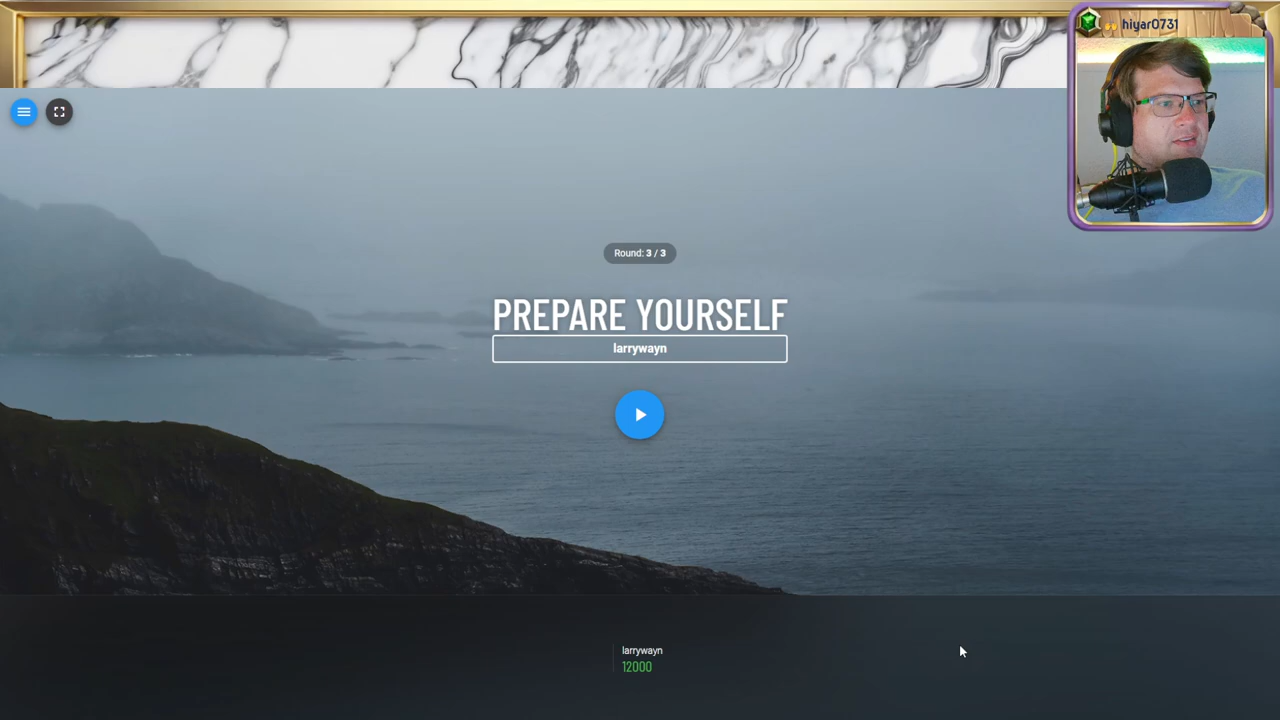 🙌 hiyar0731
Round: 3 / 3
PREPARE YOURSELF
larrywayn
larrywayn
12000